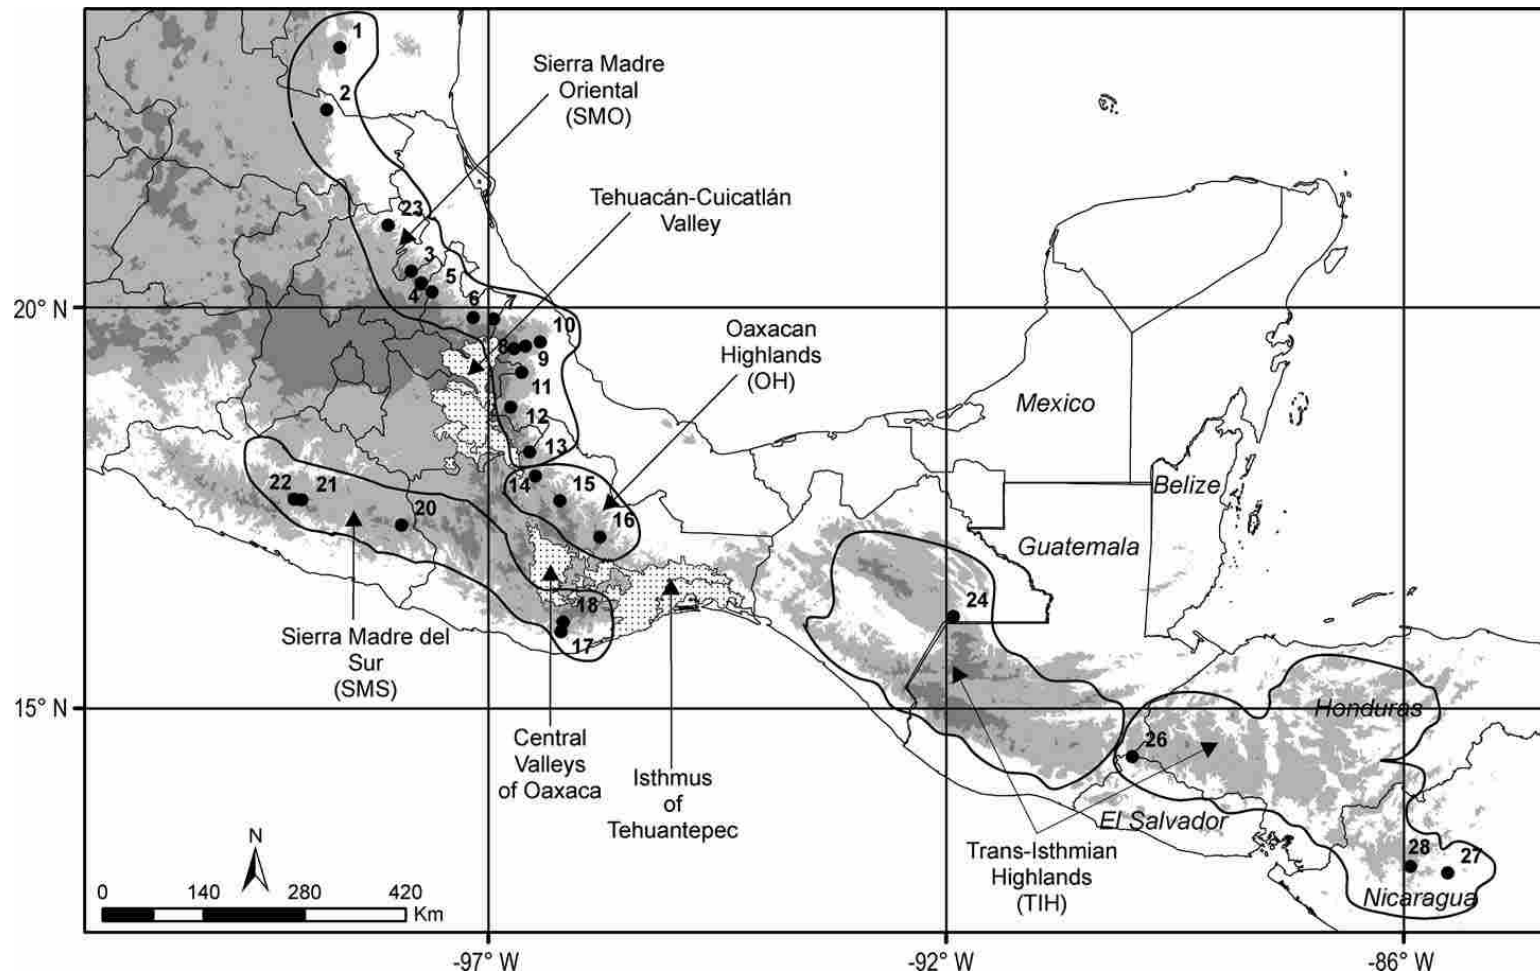 1
Sierra Madre
Oriental
(SMO)
2
Tehuacán-Cuicatlán
Valley
23
3
5
4
20° N
6
7
10
Oaxacan
Highlands
(OH)
8
9
11
Mexico
12
13
14
15
Belize
22
21
20
16
Guatemala
18
24
17
Sierra Madre del
Sur
(SMS)
15° N
Honduras
Central
Valleys
of Oaxaca
26
Isthmus
of
Tehuantepec
El Salvador
N
Trans-Isthmian
Highlands
(TIH)
28
27
Nicaragua
0 140 280 420
Km
-97° W
-92° W
-86° W